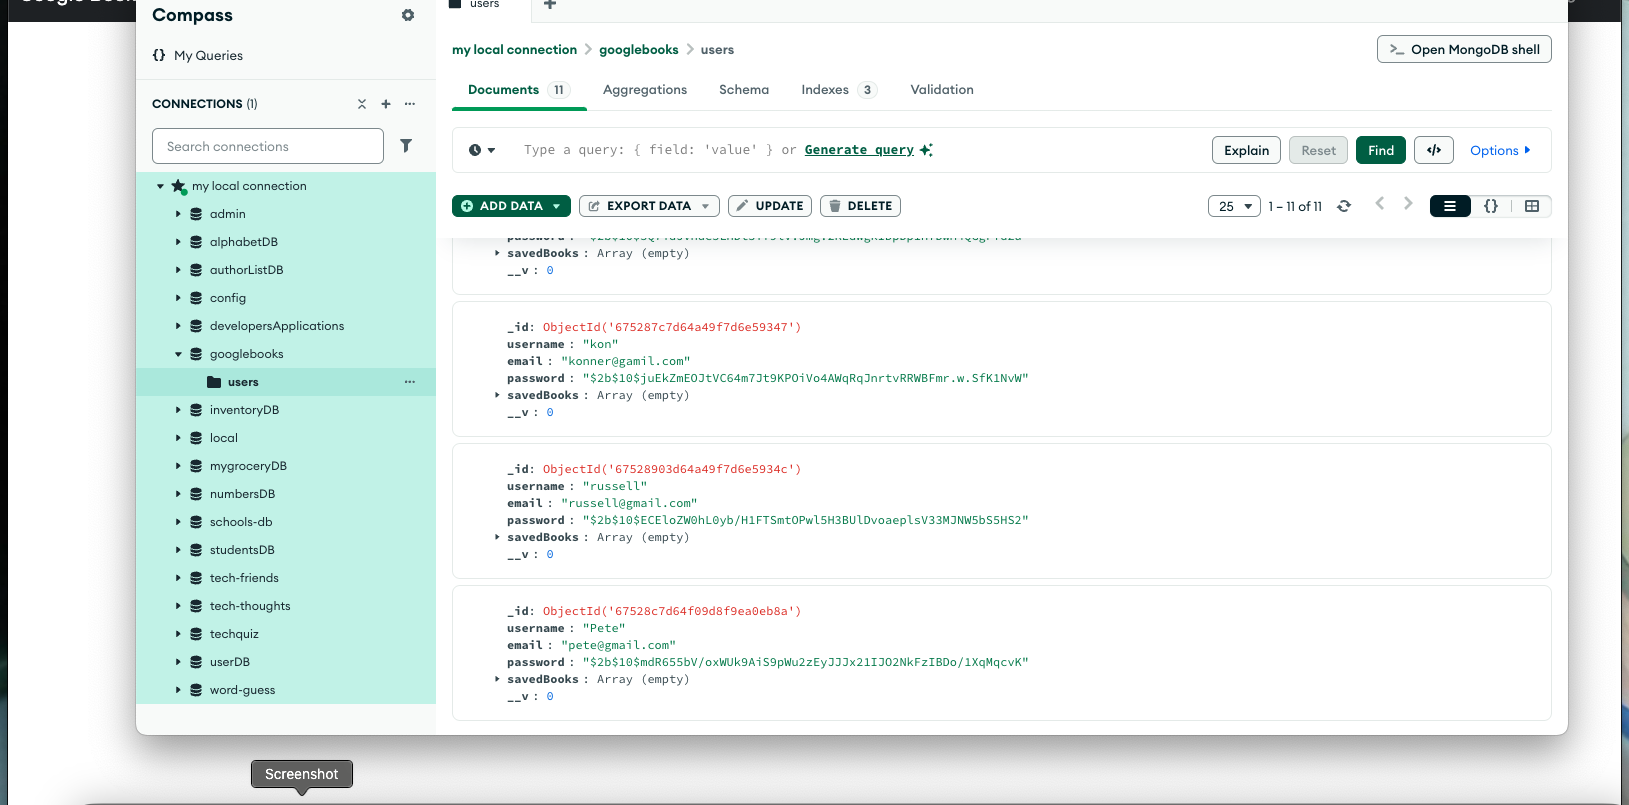 Compass
users
{} My Queries
CONNECTIONS (1)
Search connections
my local connection
admin
alphabetDB
authorListDB
config
developersApplications
googlebooks
users
inventoryDB
local
mygroceryDB
numbersDB
schools-db
studentsDB
tech-friends
tech-thoughts
techquiz
userDB
word-guess
my local connection > googlebooks > users
>_ Open MongoDB shell
Documents 11 Aggregations Schema Indexes 3 Validation
Type a query: { field: 'value' } or Generate query
Explain Reset Find </> Options
ADD DATA EXPORT DATA UPDATE DELETE
25 1 – 11 of 11 {}
savedBooks : Array (empty)
__v : 0
_id: ObjectId('675287c7d64a49f7d6e59347')
username : "kon"
email : "konner@gamil.com"
password : "$2b$10$juEkZmEOJtVC64m7Jt9KPOiVo4AWqRqJnrtvRRWBFmr.w.SfK1NvW"
savedBooks : Array (empty)
__v : 0
_id: ObjectId('67528903d64a49f7d6e5934c')
username : "russell"
email : "russell@gmail.com"
password : "$2b$10$ECEloZW0hL0yb/H1FTSmtOPwl5H3BUlDvoaeplsV33MJNW5bS5HS2"
savedBooks : Array (empty)
__v : 0
_id: ObjectId('67528c7d64f09d8f9ea0eb8a')
username : "Pete"
email : "pete@gmail.com"
password : "$2b$10$mdR655bV/oxWUk9AiS9pWu2zEyJJJx21IJO2NkFzIBDo/1XqMqcvK"
savedBooks : Array (empty)
__v : 0
Screenshot